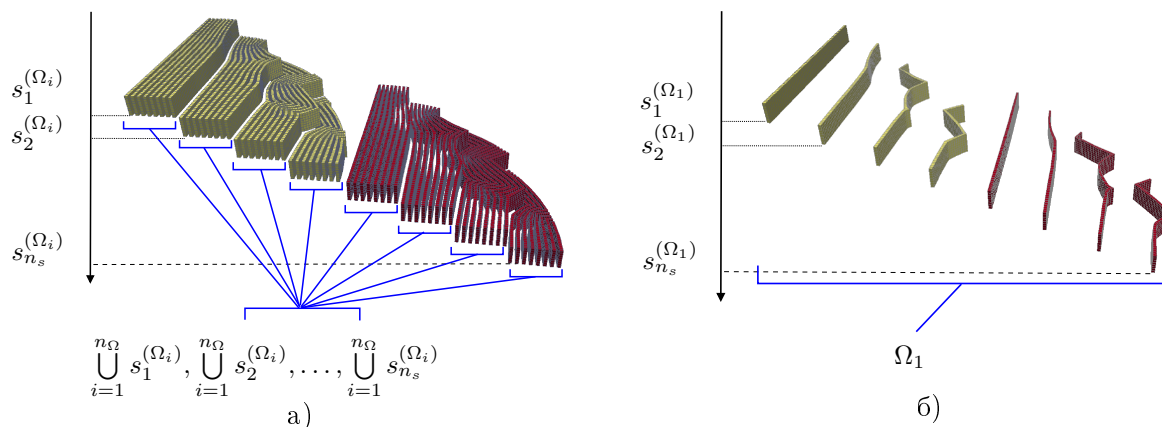 s_1^{(Ω_i)}
s_2^{(Ω_i)}
s_{n_s}^{(Ω_i)}
⋃_{i=1}^{n_Ω} s_1^{(Ω_i)}, ⋃_{i=1}^{n_Ω} s_2^{(Ω_i)}, ..., ⋃_{i=1}^{n_Ω} s_{n_s}^{(Ω_i)}
а)
s_1^{(Ω_1)}
s_2^{(Ω_1)}
s_{n_s}^{(Ω_1)}
Ω_1
б)